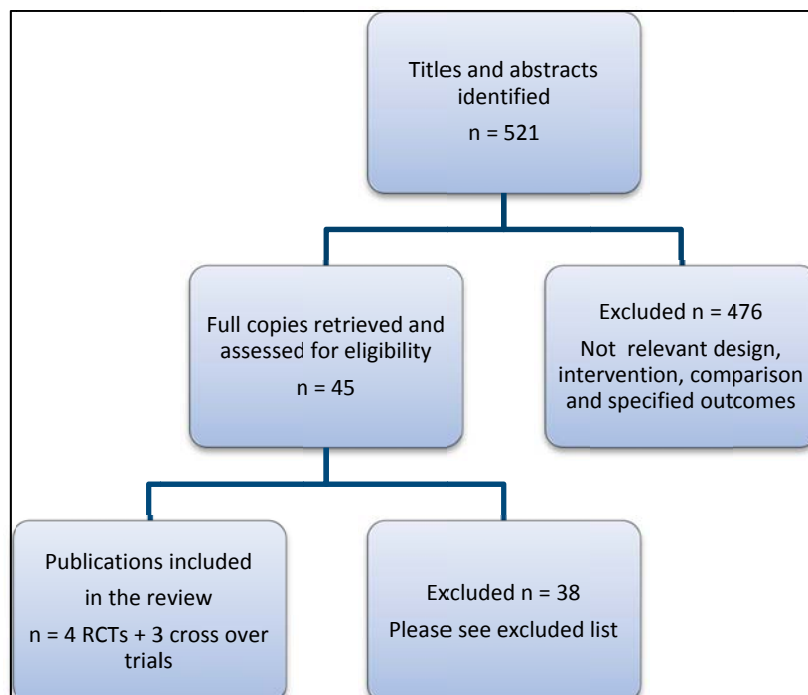 Titles and abstracts
identified
n = 521
Full copies retrieved and
assessed for eligibility
n = 45
Excluded n = 476
Not relevant design,
intervention, comparison
and specified outcomes
Publications included
in the review
n = 4 RCTs + 3 cross over
trials
Excluded n = 38
Please see excluded list